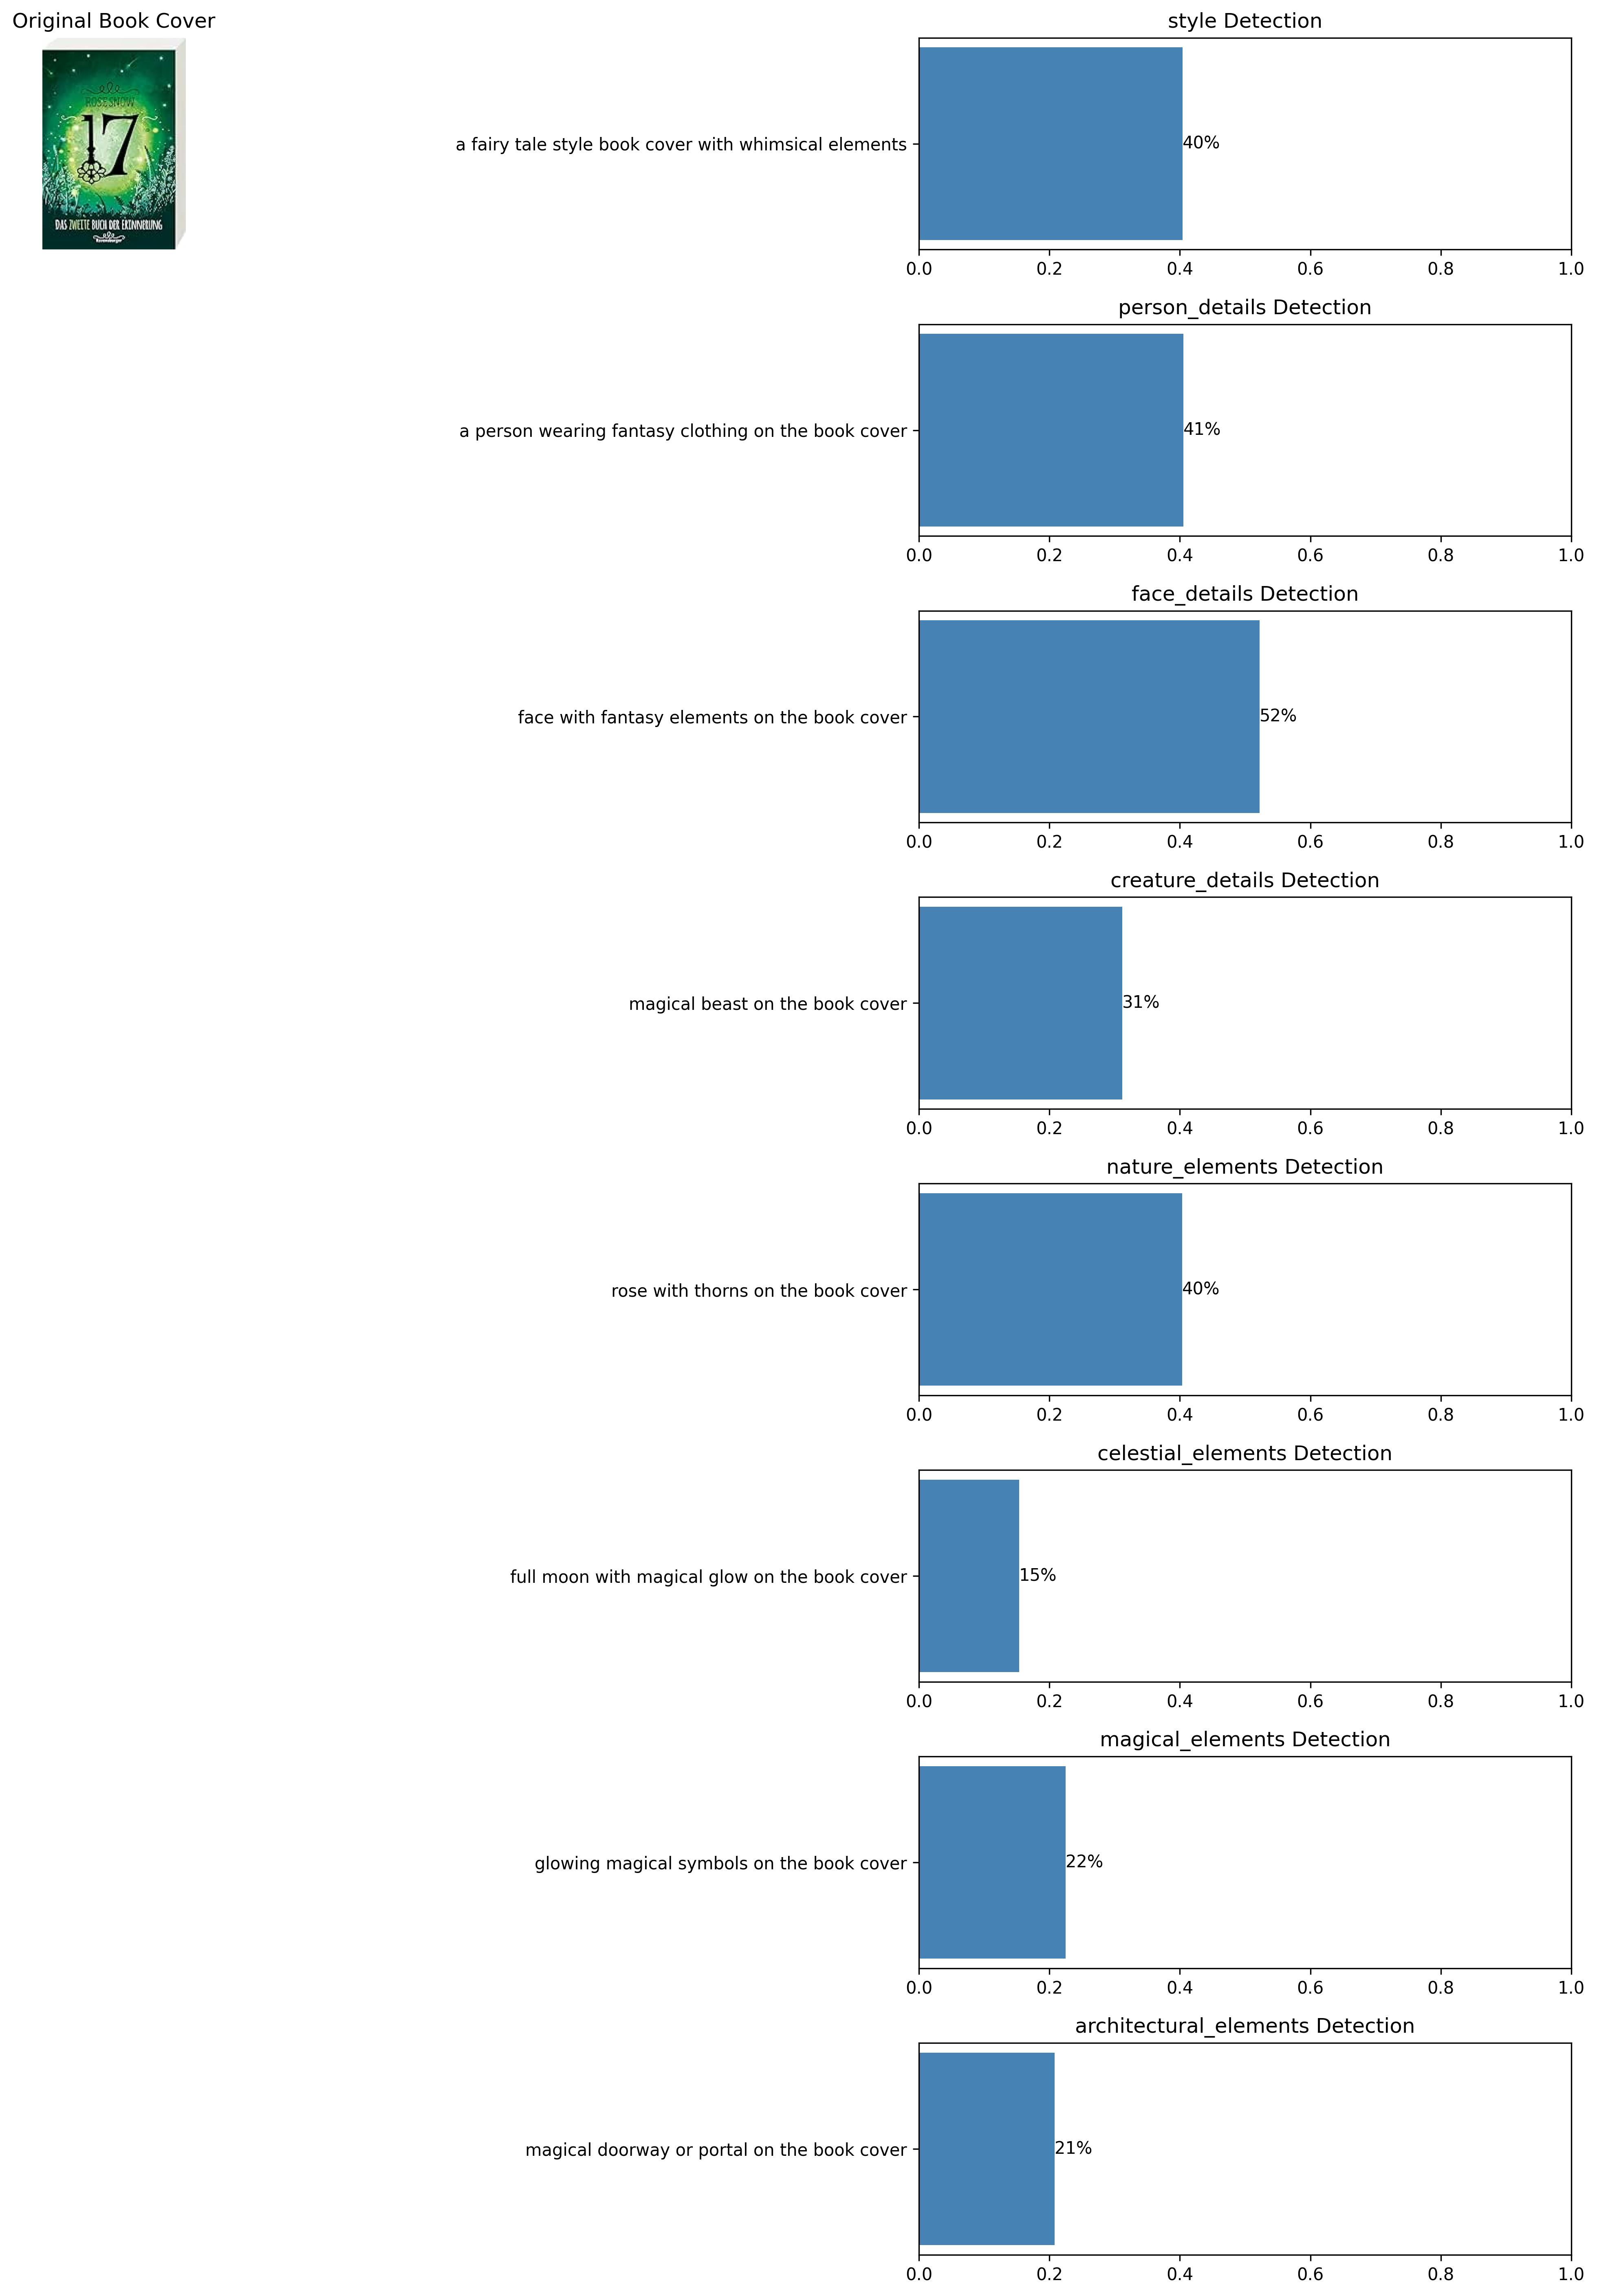 Original Book Cover
ROSE SNOW
17
DAS ZWEITE BUCH DER ERINNERUNG
Ravensburger
style Detection
a fairy tale style book cover with whimsical elements
40%
0.0 0.2 0.4 0.6 0.8 1.0
person_details Detection
a person wearing fantasy clothing on the book cover
41%
0.0 0.2 0.4 0.6 0.8 1.0
face_details Detection
face with fantasy elements on the book cover
52%
0.0 0.2 0.4 0.6 0.8 1.0
creature_details Detection
magical beast on the book cover
31%
0.0 0.2 0.4 0.6 0.8 1.0
nature_elements Detection
rose with thorns on the book cover
40%
0.0 0.2 0.4 0.6 0.8 1.0
celestial_elements Detection
full moon with magical glow on the book cover
15%
0.0 0.2 0.4 0.6 0.8 1.0
magical_elements Detection
glowing magical symbols on the book cover
22%
0.0 0.2 0.4 0.6 0.8 1.0
architectural_elements Detection
magical doorway or portal on the book cover
21%
0.0 0.2 0.4 0.6 0.8 1.0